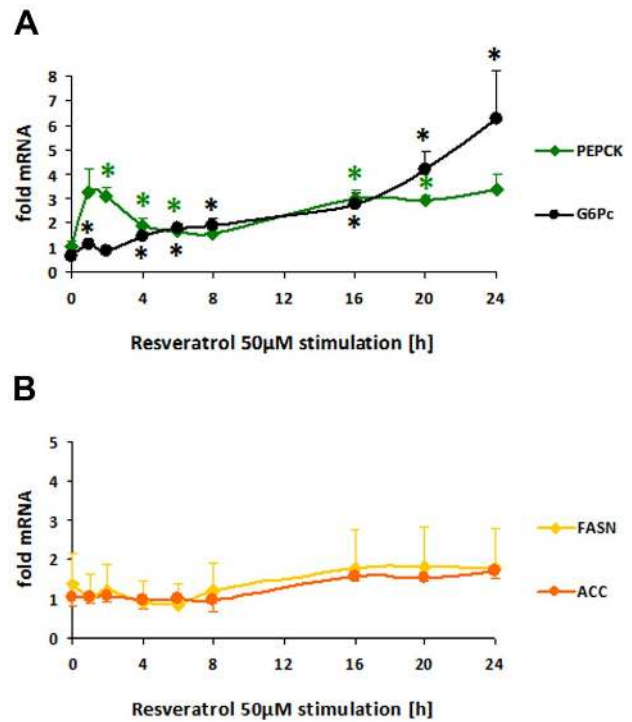 A
8
7
6
5
4
3
2
1
0
fold mRNA
* * * * * *
* * * * * * * *
0 4 8 12 16 20 24
Resveratrol 50µM stimulation [h]
PEPCK
G6Pc
B
5
4
3
2
1
0
fold mRNA
0 4 8 12 16 20 24
Resveratrol 50µM stimulation [h]
FASN
ACC